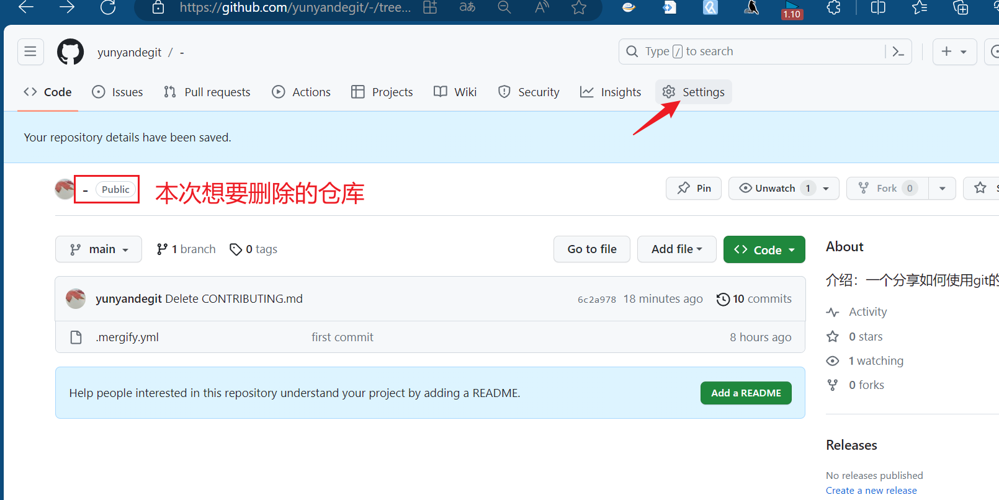 https://github.com/yunyandegit/-/tree...
aあ
A
1.10
yunyandegit / -
Type / to search
Code
Issues
Pull requests
Actions
Projects
Wiki
Security
Insights
Settings
Your repository details have been saved.
- Public
本次想要删除的仓库
Pin
Unwatch 1
Fork 0
main
1 branch
0 tags
Go to file
Add file
Code
About
介绍：一个分享如何使用git的
yunyandegit Delete CONTRIBUTING.md
6c2a978 18 minutes ago
10 commits
.mergify.yml
first commit
8 hours ago
Activity
0 stars
1 watching
0 forks
Help people interested in this repository understand your project by adding a README.
Add a README
Releases
No releases published
Create a new release